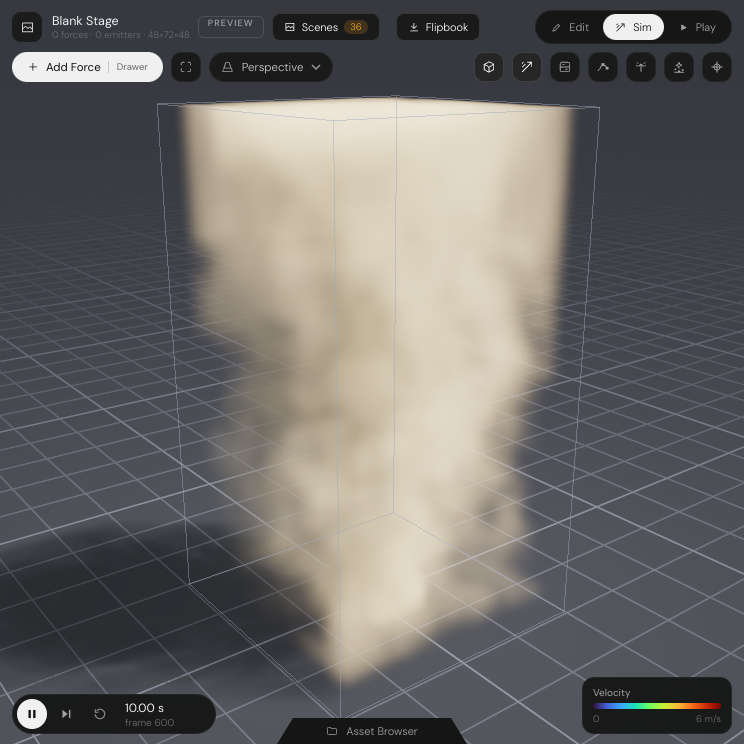 Blank Stage
0 forces · 0 emitters · 48×72×48
PREVIEW
Scenes 36
Flipbook
Edit
Sim
Play
Add Force
Drawer
Perspective
10.00 s
frame 600
Asset Browser
Velocity
0
6 m/s